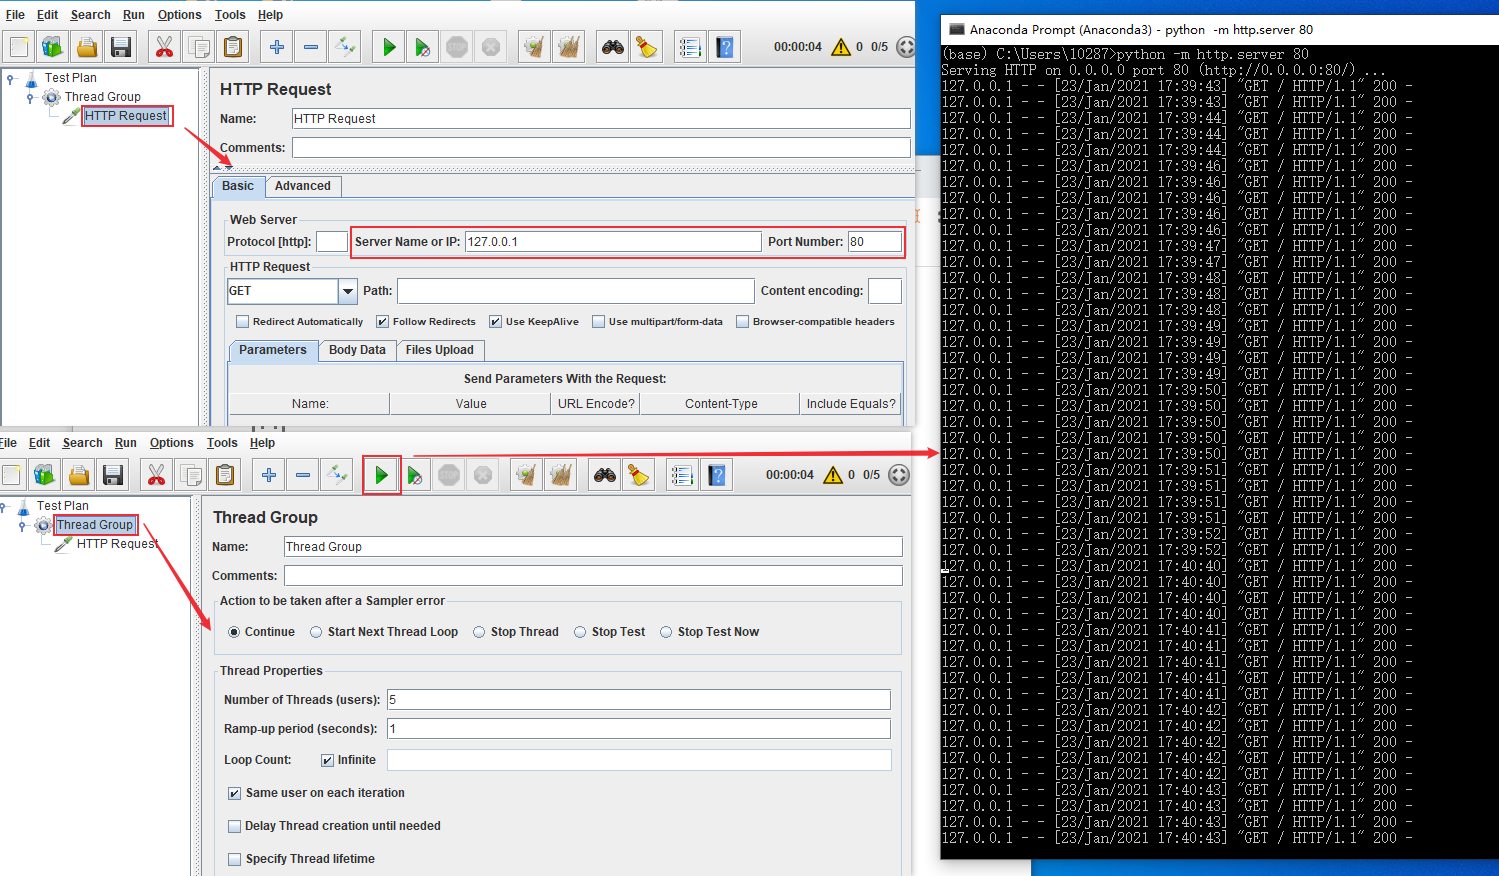 File Edit Search Run Options Tools Help
STOP
00:00:04 0 0/5
Test Plan
Thread Group
HTTP Request
HTTP Request
Name: HTTP Request
Comments:
Basic Advanced
Web Server
Protocol [http]: Server Name or IP: 127.0.0.1 Port Number: 80
HTTP Request
GET Path: Content encoding:
Redirect Automatically Follow Redirects Use KeepAlive Use multipart/form-data Browser-compatible headers
Parameters Body Data Files Upload
Send Parameters With the Request:
Name: Value URL Encode? Content-Type Include Equals?
File Edit Search Run Options Tools Help
STOP
00:00:04 0 0/5
Test Plan
Thread Group
HTTP Request
Thread Group
Name: Thread Group
Comments:
Action to be taken after a Sampler error
Continue Start Next Thread Loop Stop Thread Stop Test Stop Test Now
Thread Properties
Number of Threads (users): 5
Ramp-up period (seconds): 1
Loop Count: Infinite
Same user on each iteration
Delay Thread creation until needed
Specify Thread lifetime
Anaconda Prompt (Anaconda3) - python -m http.server 80
(base) C:\Users\10287>python -m http.server 80
Serving HTTP on 0.0.0.0 port 80 (http://0.0.0.0:80/) ...
127.0.0.1 - - [23/Jan/2021 17:39:43] "GET / HTTP/1.1" 200 -
127.0.0.1 - - [23/Jan/2021 17:39:43] "GET / HTTP/1.1" 200 -
127.0.0.1 - - [23/Jan/2021 17:39:44] "GET / HTTP/1.1" 200 -
127.0.0.1 - - [23/Jan/2021 17:39:44] "GET / HTTP/1.1" 200 -
127.0.0.1 - - [23/Jan/2021 17:39:44] "GET / HTTP/1.1" 200 -
127.0.0.1 - - [23/Jan/2021 17:39:46] "GET / HTTP/1.1" 200 -
127.0.0.1 - - [23/Jan/2021 17:39:46] "GET / HTTP/1.1" 200 -
127.0.0.1 - - [23/Jan/2021 17:39:46] "GET / HTTP/1.1" 200 -
127.0.0.1 - - [23/Jan/2021 17:39:46] "GET / HTTP/1.1" 200 -
127.0.0.1 - - [23/Jan/2021 17:39:46] "GET / HTTP/1.1" 200 -
127.0.0.1 - - [23/Jan/2021 17:39:47] "GET / HTTP/1.1" 200 -
127.0.0.1 - - [23/Jan/2021 17:39:47] "GET / HTTP/1.1" 200 -
127.0.0.1 - - [23/Jan/2021 17:39:48] "GET / HTTP/1.1" 200 -
127.0.0.1 - - [23/Jan/2021 17:39:48] "GET / HTTP/1.1" 200 -
127.0.0.1 - - [23/Jan/2021 17:39:48] "GET / HTTP/1.1" 200 -
127.0.0.1 - - [23/Jan/2021 17:39:49] "GET / HTTP/1.1" 200 -
127.0.0.1 - - [23/Jan/2021 17:39:49] "GET / HTTP/1.1" 200 -
127.0.0.1 - - [23/Jan/2021 17:39:49] "GET / HTTP/1.1" 200 -
127.0.0.1 - - [23/Jan/2021 17:39:49] "GET / HTTP/1.1" 200 -
127.0.0.1 - - [23/Jan/2021 17:39:50] "GET / HTTP/1.1" 200 -
127.0.0.1 - - [23/Jan/2021 17:39:50] "GET / HTTP/1.1" 200 -
127.0.0.1 - - [23/Jan/2021 17:39:50] "GET / HTTP/1.1" 200 -
127.0.0.1 - - [23/Jan/2021 17:39:50] "GET / HTTP/1.1" 200 -
127.0.0.1 - - [23/Jan/2021 17:39:50] "GET / HTTP/1.1" 200 -
127.0.0.1 - - [23/Jan/2021 17:39:51] "GET / HTTP/1.1" 200 -
127.0.0.1 - - [23/Jan/2021 17:39:51] "GET / HTTP/1.1" 200 -
127.0.0.1 - - [23/Jan/2021 17:39:51] "GET / HTTP/1.1" 200 -
127.0.0.1 - - [23/Jan/2021 17:39:51] "GET / HTTP/1.1" 200 -
127.0.0.1 - - [23/Jan/2021 17:39:52] "GET / HTTP/1.1" 200 -
127.0.0.1 - - [23/Jan/2021 17:39:52] "GET / HTTP/1.1" 200 -
127.0.0.1 - - [23/Jan/2021 17:40:40] "GET / HTTP/1.1" 200 -
127.0.0.1 - - [23/Jan/2021 17:40:40] "GET / HTTP/1.1" 200 -
127.0.0.1 - - [23/Jan/2021 17:40:40] "GET / HTTP/1.1" 200 -
127.0.0.1 - - [23/Jan/2021 17:40:40] "GET / HTTP/1.1" 200 -
127.0.0.1 - - [23/Jan/2021 17:40:41] "GET / HTTP/1.1" 200 -
127.0.0.1 - - [23/Jan/2021 17:40:41] "GET / HTTP/1.1" 200 -
127.0.0.1 - - [23/Jan/2021 17:40:41] "GET / HTTP/1.1" 200 -
127.0.0.1 - - [23/Jan/2021 17:40:41] "GET / HTTP/1.1" 200 -
127.0.0.1 - - [23/Jan/2021 17:40:41] "GET / HTTP/1.1" 200 -
127.0.0.1 - - [23/Jan/2021 17:40:42] "GET / HTTP/1.1" 200 -
127.0.0.1 - - [23/Jan/2021 17:40:42] "GET / HTTP/1.1" 200 -
127.0.0.1 - - [23/Jan/2021 17:40:42] "GET / HTTP/1.1" 200 -
127.0.0.1 - - [23/Jan/2021 17:40:42] "GET / HTTP/1.1" 200 -
127.0.0.1 - - [23/Jan/2021 17:40:42] "GET / HTTP/1.1" 200 -
127.0.0.1 - - [23/Jan/2021 17:40:43] "GET / HTTP/1.1" 200 -
127.0.0.1 - - [23/Jan/2021 17:40:43] "GET / HTTP/1.1" 200 -
127.0.0.1 - - [23/Jan/2021 17:40:43] "GET / HTTP/1.1" 200 -
127.0.0.1 - - [23/Jan/2021 17:40:43] "GET / HTTP/1.1" 200 -